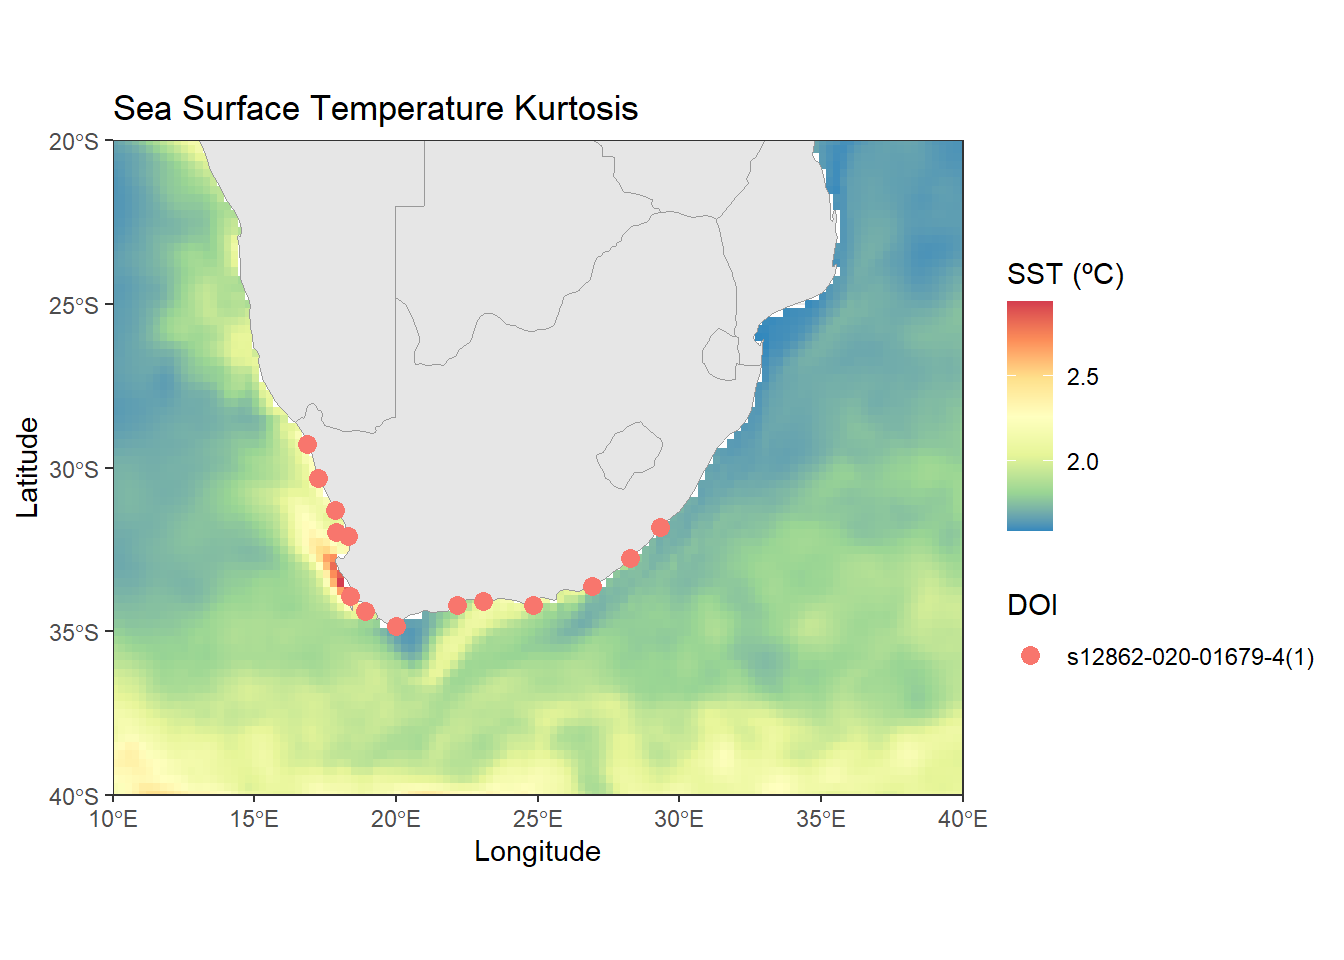 Sea Surface Temperature Kurtosis
20°S
25°S
30°S
35°S
40°S
Latitude
10°E
15°E
20°E
25°E
30°E
35°E
40°E
Longitude
SST (ºC)
2.5
2.0
DOI
s12862-020-01679-4(1)